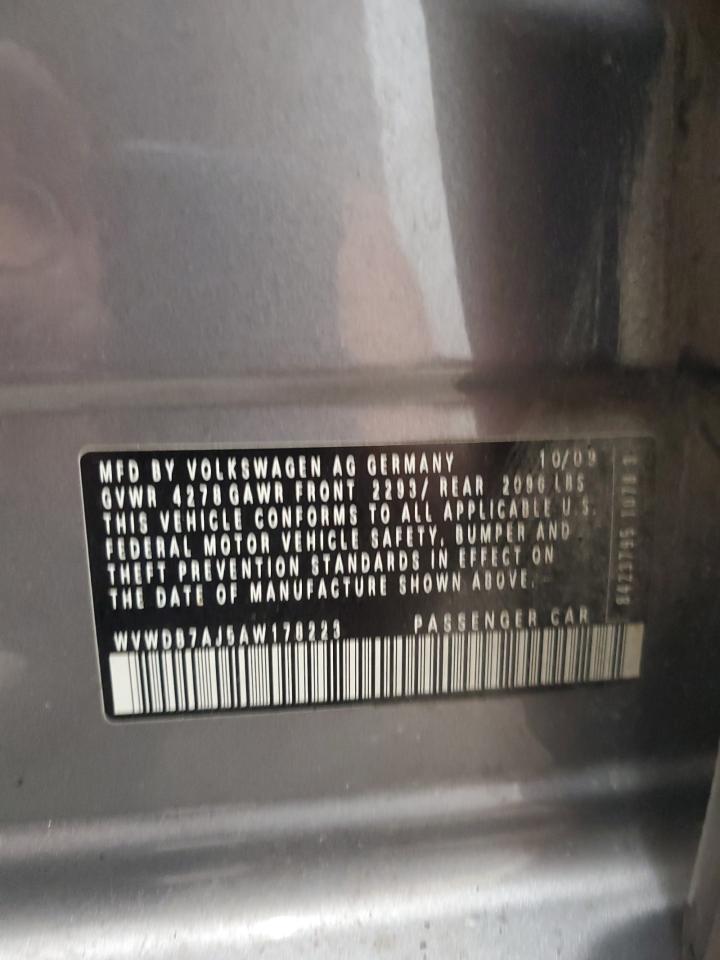 MFD BY VOLKSWAGEN AG GERMANY 10/09
GVWR 4278 GAWR FRONT 2293/ REAR 2096 LBS
THIS VEHICLE CONFORMS TO ALL APPLICABLE U.S.
FEDERAL MOTOR VEHICLE SAFETY, BUMPER AND
THEFT PREVENTION STANDARDS IN EFFECT ON
THE DATE OF MANUFACTURE SHOWN ABOVE.
WVWDB7AJ5AW178223 PASSENGER CAR